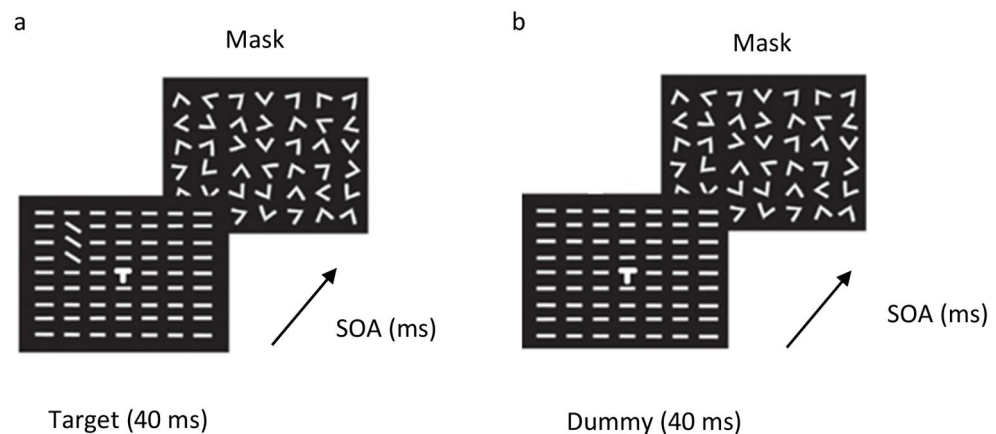 a
Mask
T
SOA (ms)
Target (40 ms)
b
Mask
T
SOA (ms)
Dummy (40 ms)